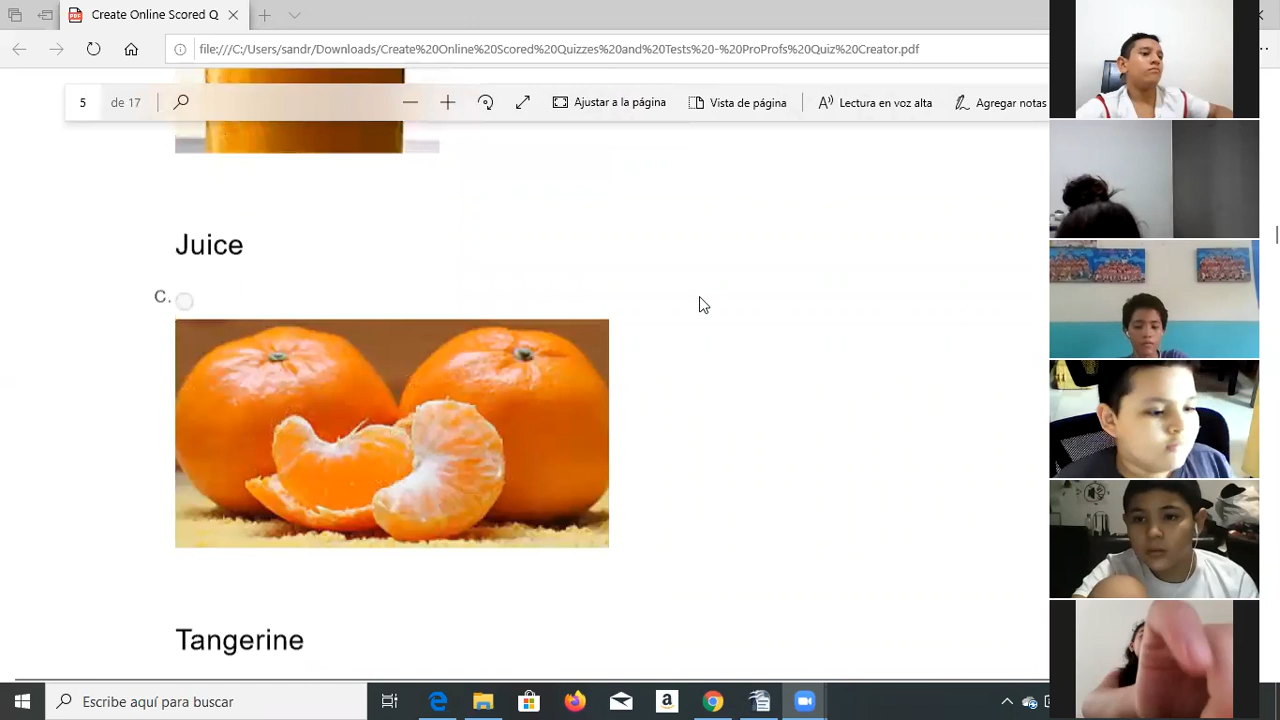 Create Online Scored Q
file:///C:/Users/sandr/Downloads/Create%20Online%20Scored%20Quizzes%20and%20Tests%20-%20ProProfs%20Quiz%20Creator.pdf
5 de 17 Ajustar a la página Vista de página Lectura en voz alta Agregar notas
Juice
C.
Tangerine
Escribe aquí para buscar